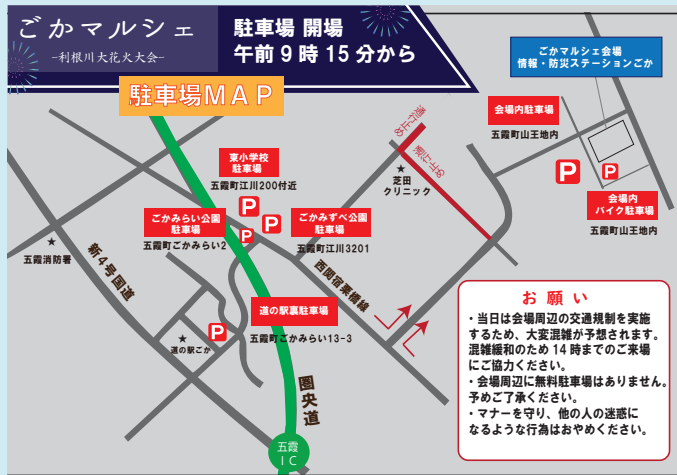 ごかマルシェ
-利根川大花火大会-
駐車場 開場
午前9時15分から
駐車場MAP
ごかマルシェ会場
情報・防災ステーションごか
会場内駐車場
五霞町山王地内
会場内
バイク駐車場
五霞町山王地内
P
P
通行止め
通行止め
★
芝田
クリニック
東小学校
駐車場
五霞町江川200付近
P
P
P
ごかみらい公園
駐車場
五霞町ごかみらい2
ごかみずべ公園
駐車場
五霞町江川3201
★
五霞消防署
新4号国道
西関宿栗橋線
道の駅裏駐車場
五霞町ごかみらい13-3
P
★
道の駅ごか
圏央道
五霞
IC
お願い
・当日は会場周辺の交通規制を実施
するため、大変混雑が予想されます。
混雑緩和のため14時までのご来場
にご協力ください。
・会場周辺に無料駐車場はありません。
予めご了承ください。
・マナーを守り、他の人の迷惑に
なるような行為はおやめください。